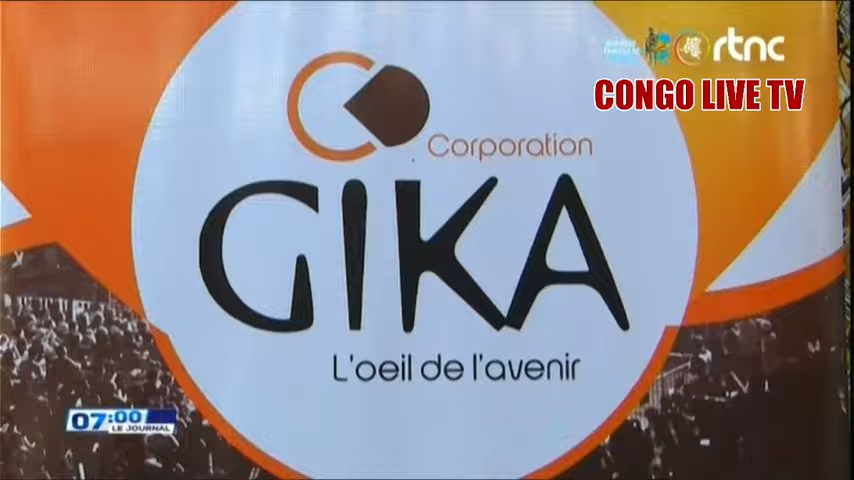 rtnc
CONGO LIVE TV
Corporation
GIKA
L'oeil de l'avenir
07:00
LE JOURNAL